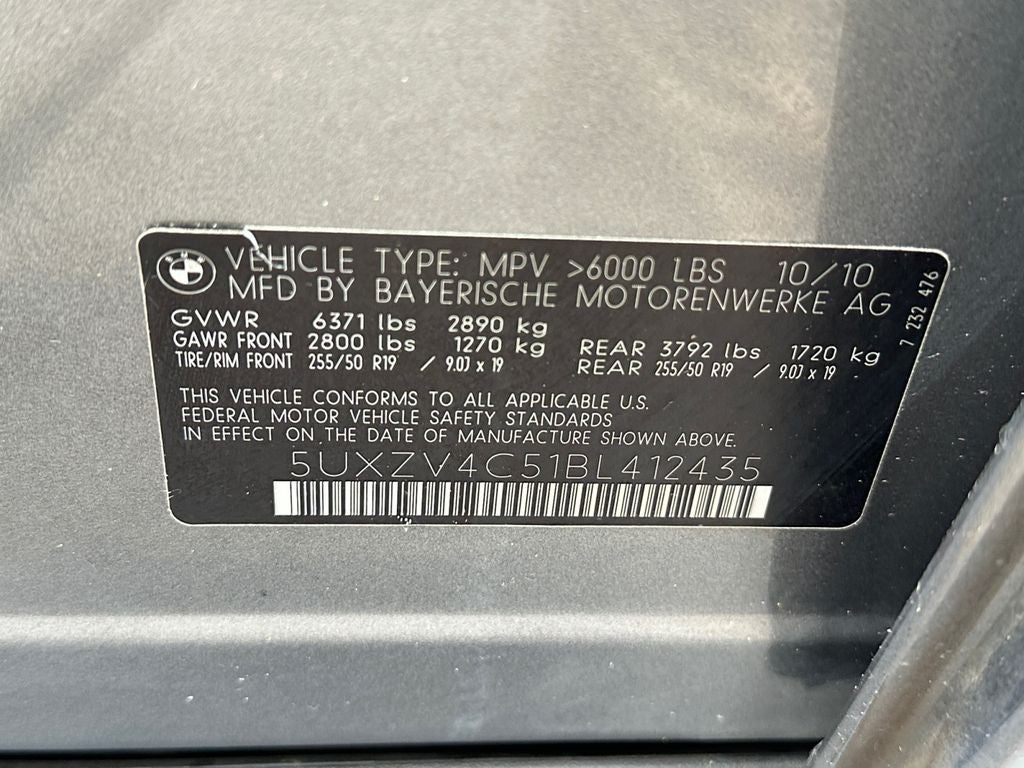 BMW
VEHICLE TYPE: MPV >6000 LBS 10/10
MFD BY BAYERISCHE MOTORENWERKE AG
GVWR 6371 lbs 2890 kg
GAWR FRONT 2800 lbs 1270 kg REAR 3792 lbs 1720 kg
TIRE/RIM FRONT 255/50 R19 / 9.0J x 19 REAR 255/50 R19 / 9.0J x 19
THIS VEHICLE CONFORMS TO ALL APPLICABLE U.S.
FEDERAL MOTOR VEHICLE SAFETY STANDARDS
IN EFFECT ON THE DATE OF MANUFACTURE SHOWN ABOVE.
5UXZV4C51BL412435
7 232 476